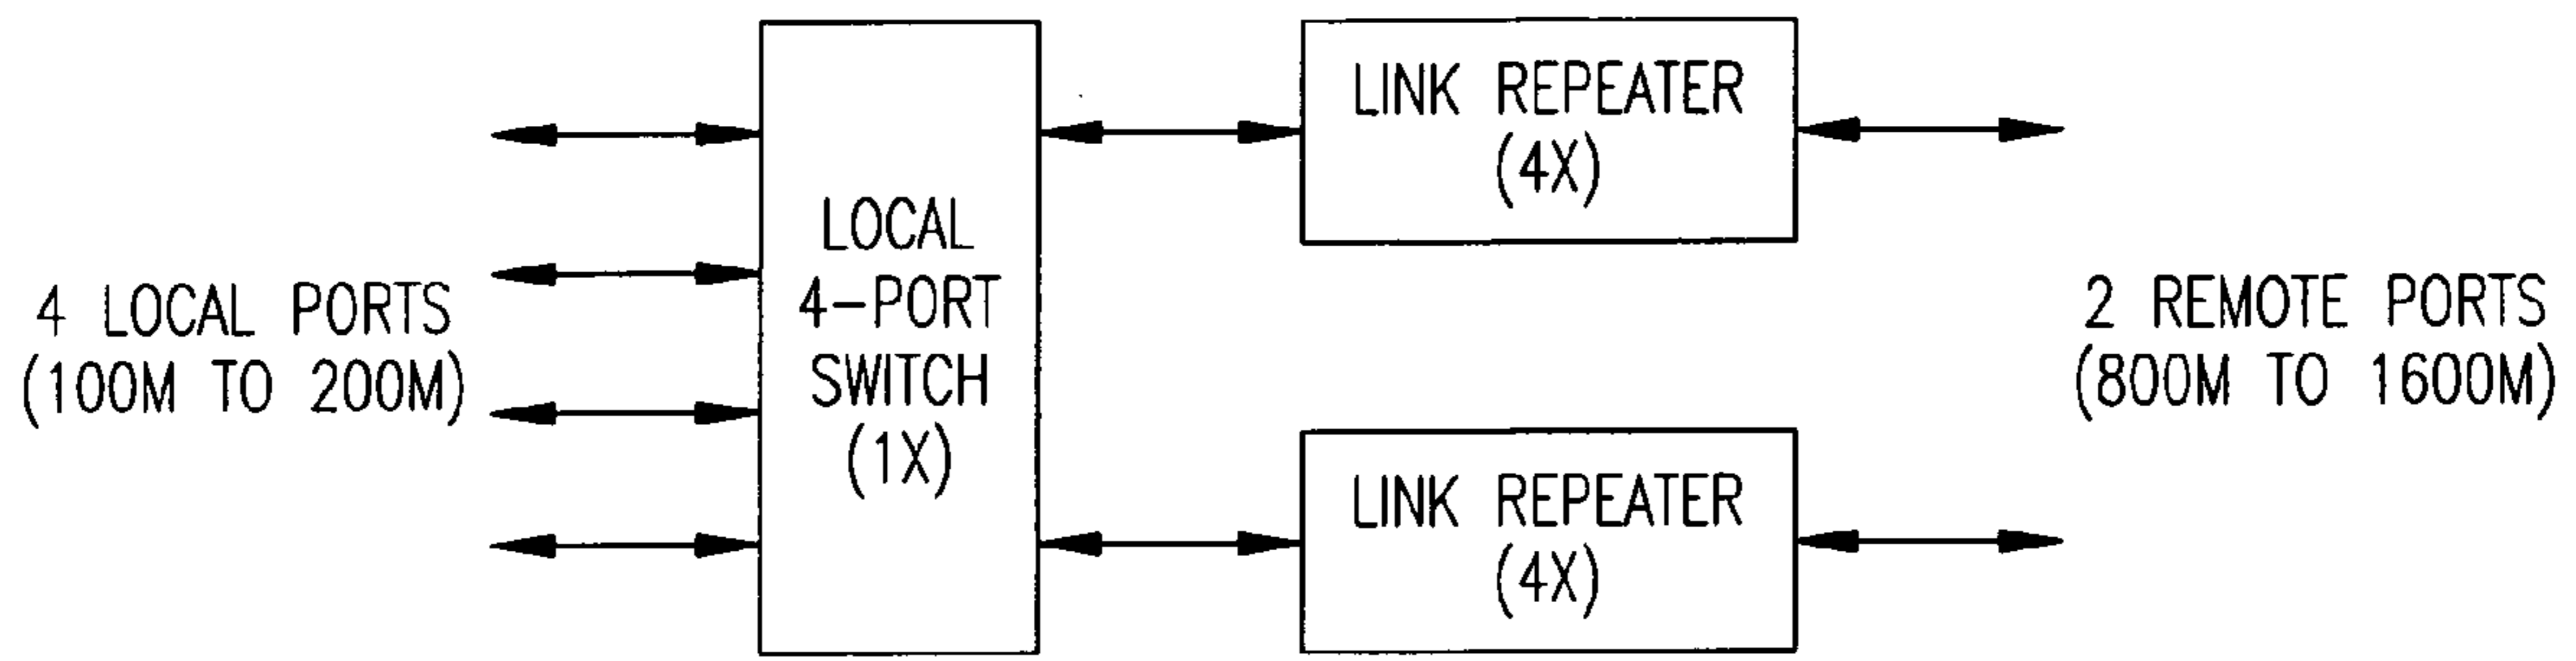 4 LOCAL PORTS
(100M TO 200M)
LOCAL
4-PORT
SWITCH
(1X)
LINK REPEATER
(4X)
LINK REPEATER
(4X)
2 REMOTE PORTS
(800M TO 1600M)